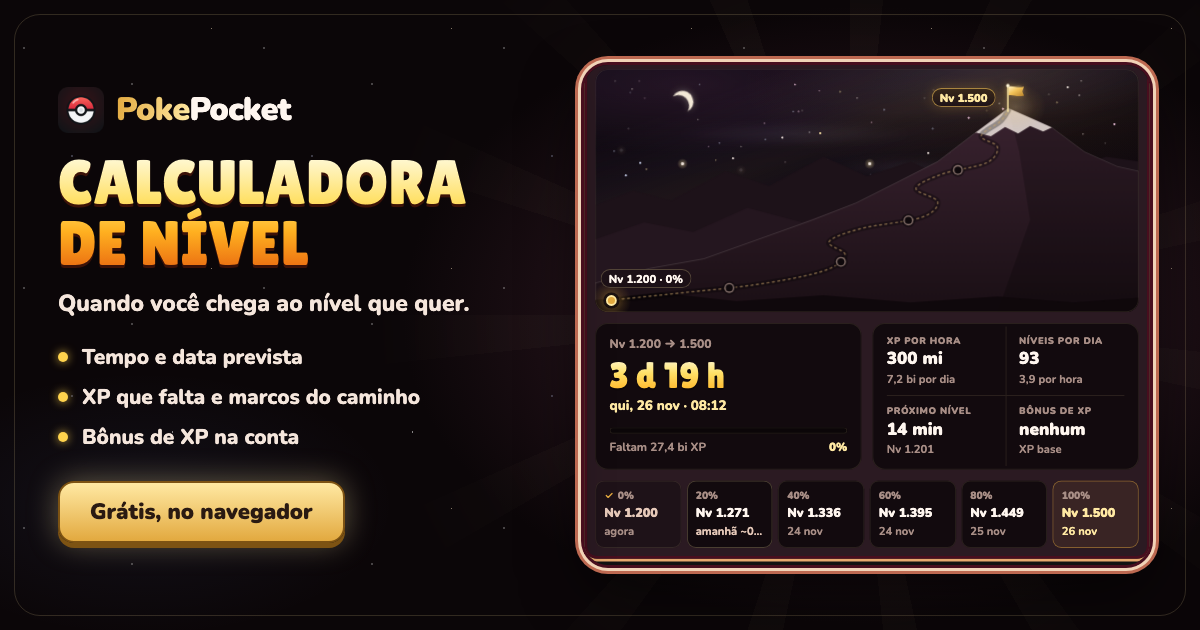 PokePocket
CALCULADORA
DE NÍVEL
Quando você chega ao nível que quer.
Tempo e data prevista
XP que falta e marcos do caminho
Bônus de XP na conta
Grátis, no navegador
Nv 1.500
Nv 1.200 · 0%
Nv 1.200 → 1.500
3 d 19 h
qui, 26 nov · 08:12
Faltam 27,4 bi XP 0%
XP POR HORA
300 mi
7,2 bi por dia
NÍVEIS POR DIA
93
3,9 por hora
PRÓXIMO NÍVEL
14 min
Nv 1.201
BÔNUS DE XP
nenhum
XP base
✓ 0%
Nv 1.200
agora
20%
Nv 1.271
amanhã ~0...
40%
Nv 1.336
24 nov
60%
Nv 1.395
24 nov
80%
Nv 1.449
25 nov
100%
Nv 1.500
26 nov